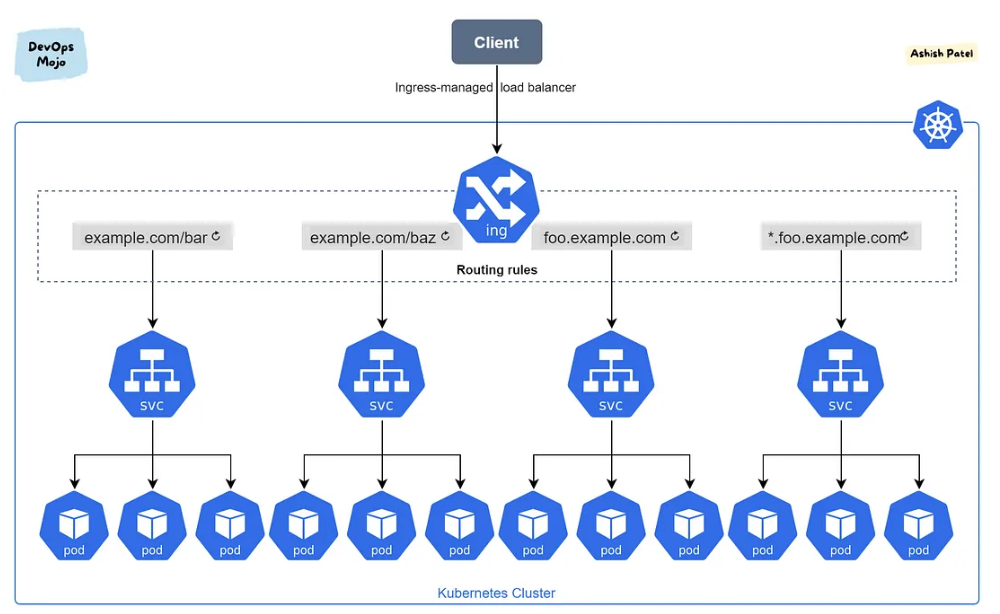 DevOps
Mojo
Client
Ashish Patel
Ingress-managed load balancer
ing
example.com/bar
example.com/baz
foo.example.com
*.foo.example.com
Routing rules
svc
svc
svc
svc
pod
pod
pod
pod
pod
pod
pod
pod
pod
pod
pod
pod
Kubernetes Cluster